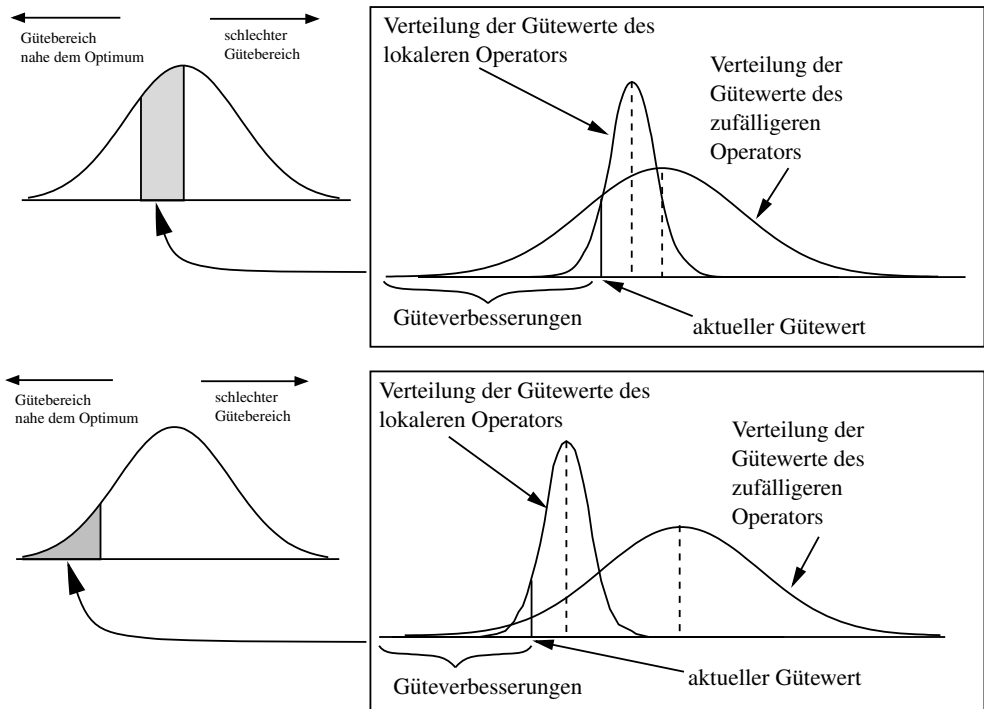 Gütebereich
nahe dem Optimum
schlechter
Gütebereich
Verteilung der Gütewerte des
lokaleren Operators
Verteilung der
Gütewerte des
zufälligeren
Operators
Güteverbesserungen
aktueller Gütewert
Gütebereich
nahe dem Optimum
schlechter
Gütebereich
Verteilung der Gütewerte des
lokaleren Operators
Verteilung der
Gütewerte des
zufälligeren
Operators
Güteverbesserungen
aktueller Gütewert